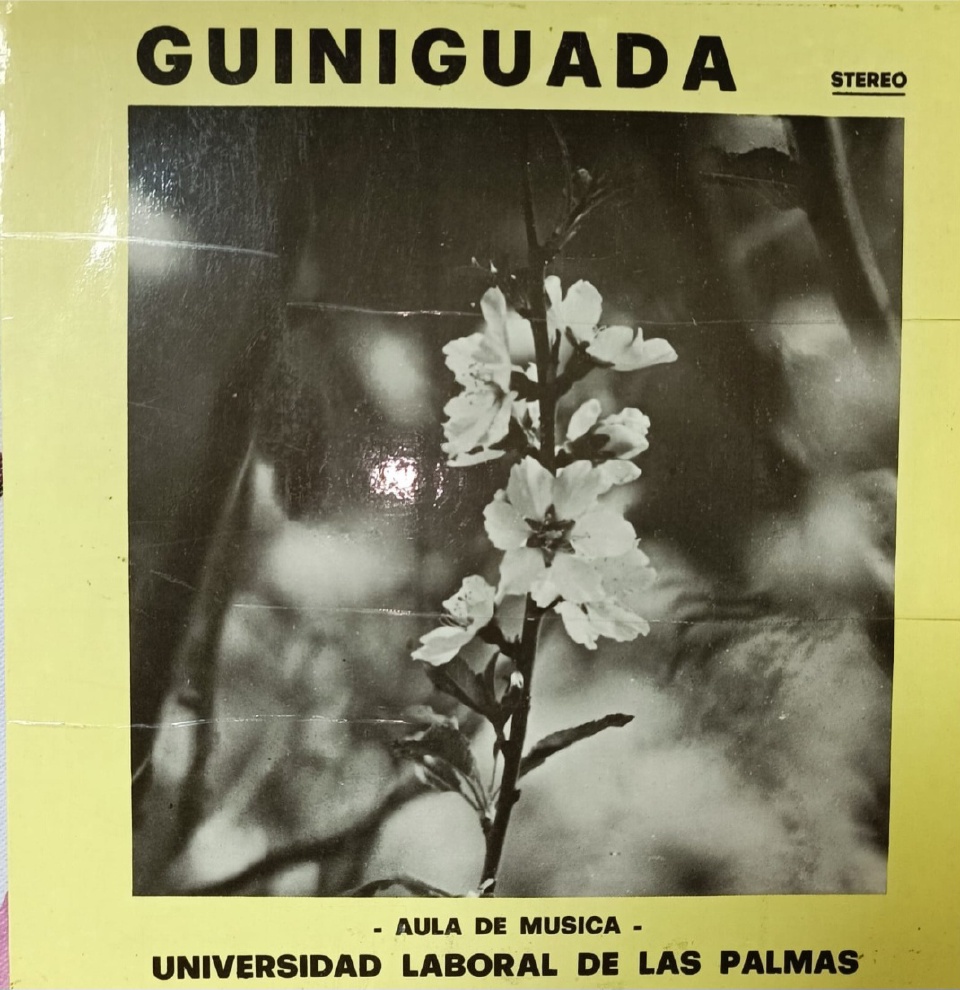 GUINIGUADA
STEREO
- AULA DE MUSICA -
UNIVERSIDAD LABORAL DE LAS PALMAS